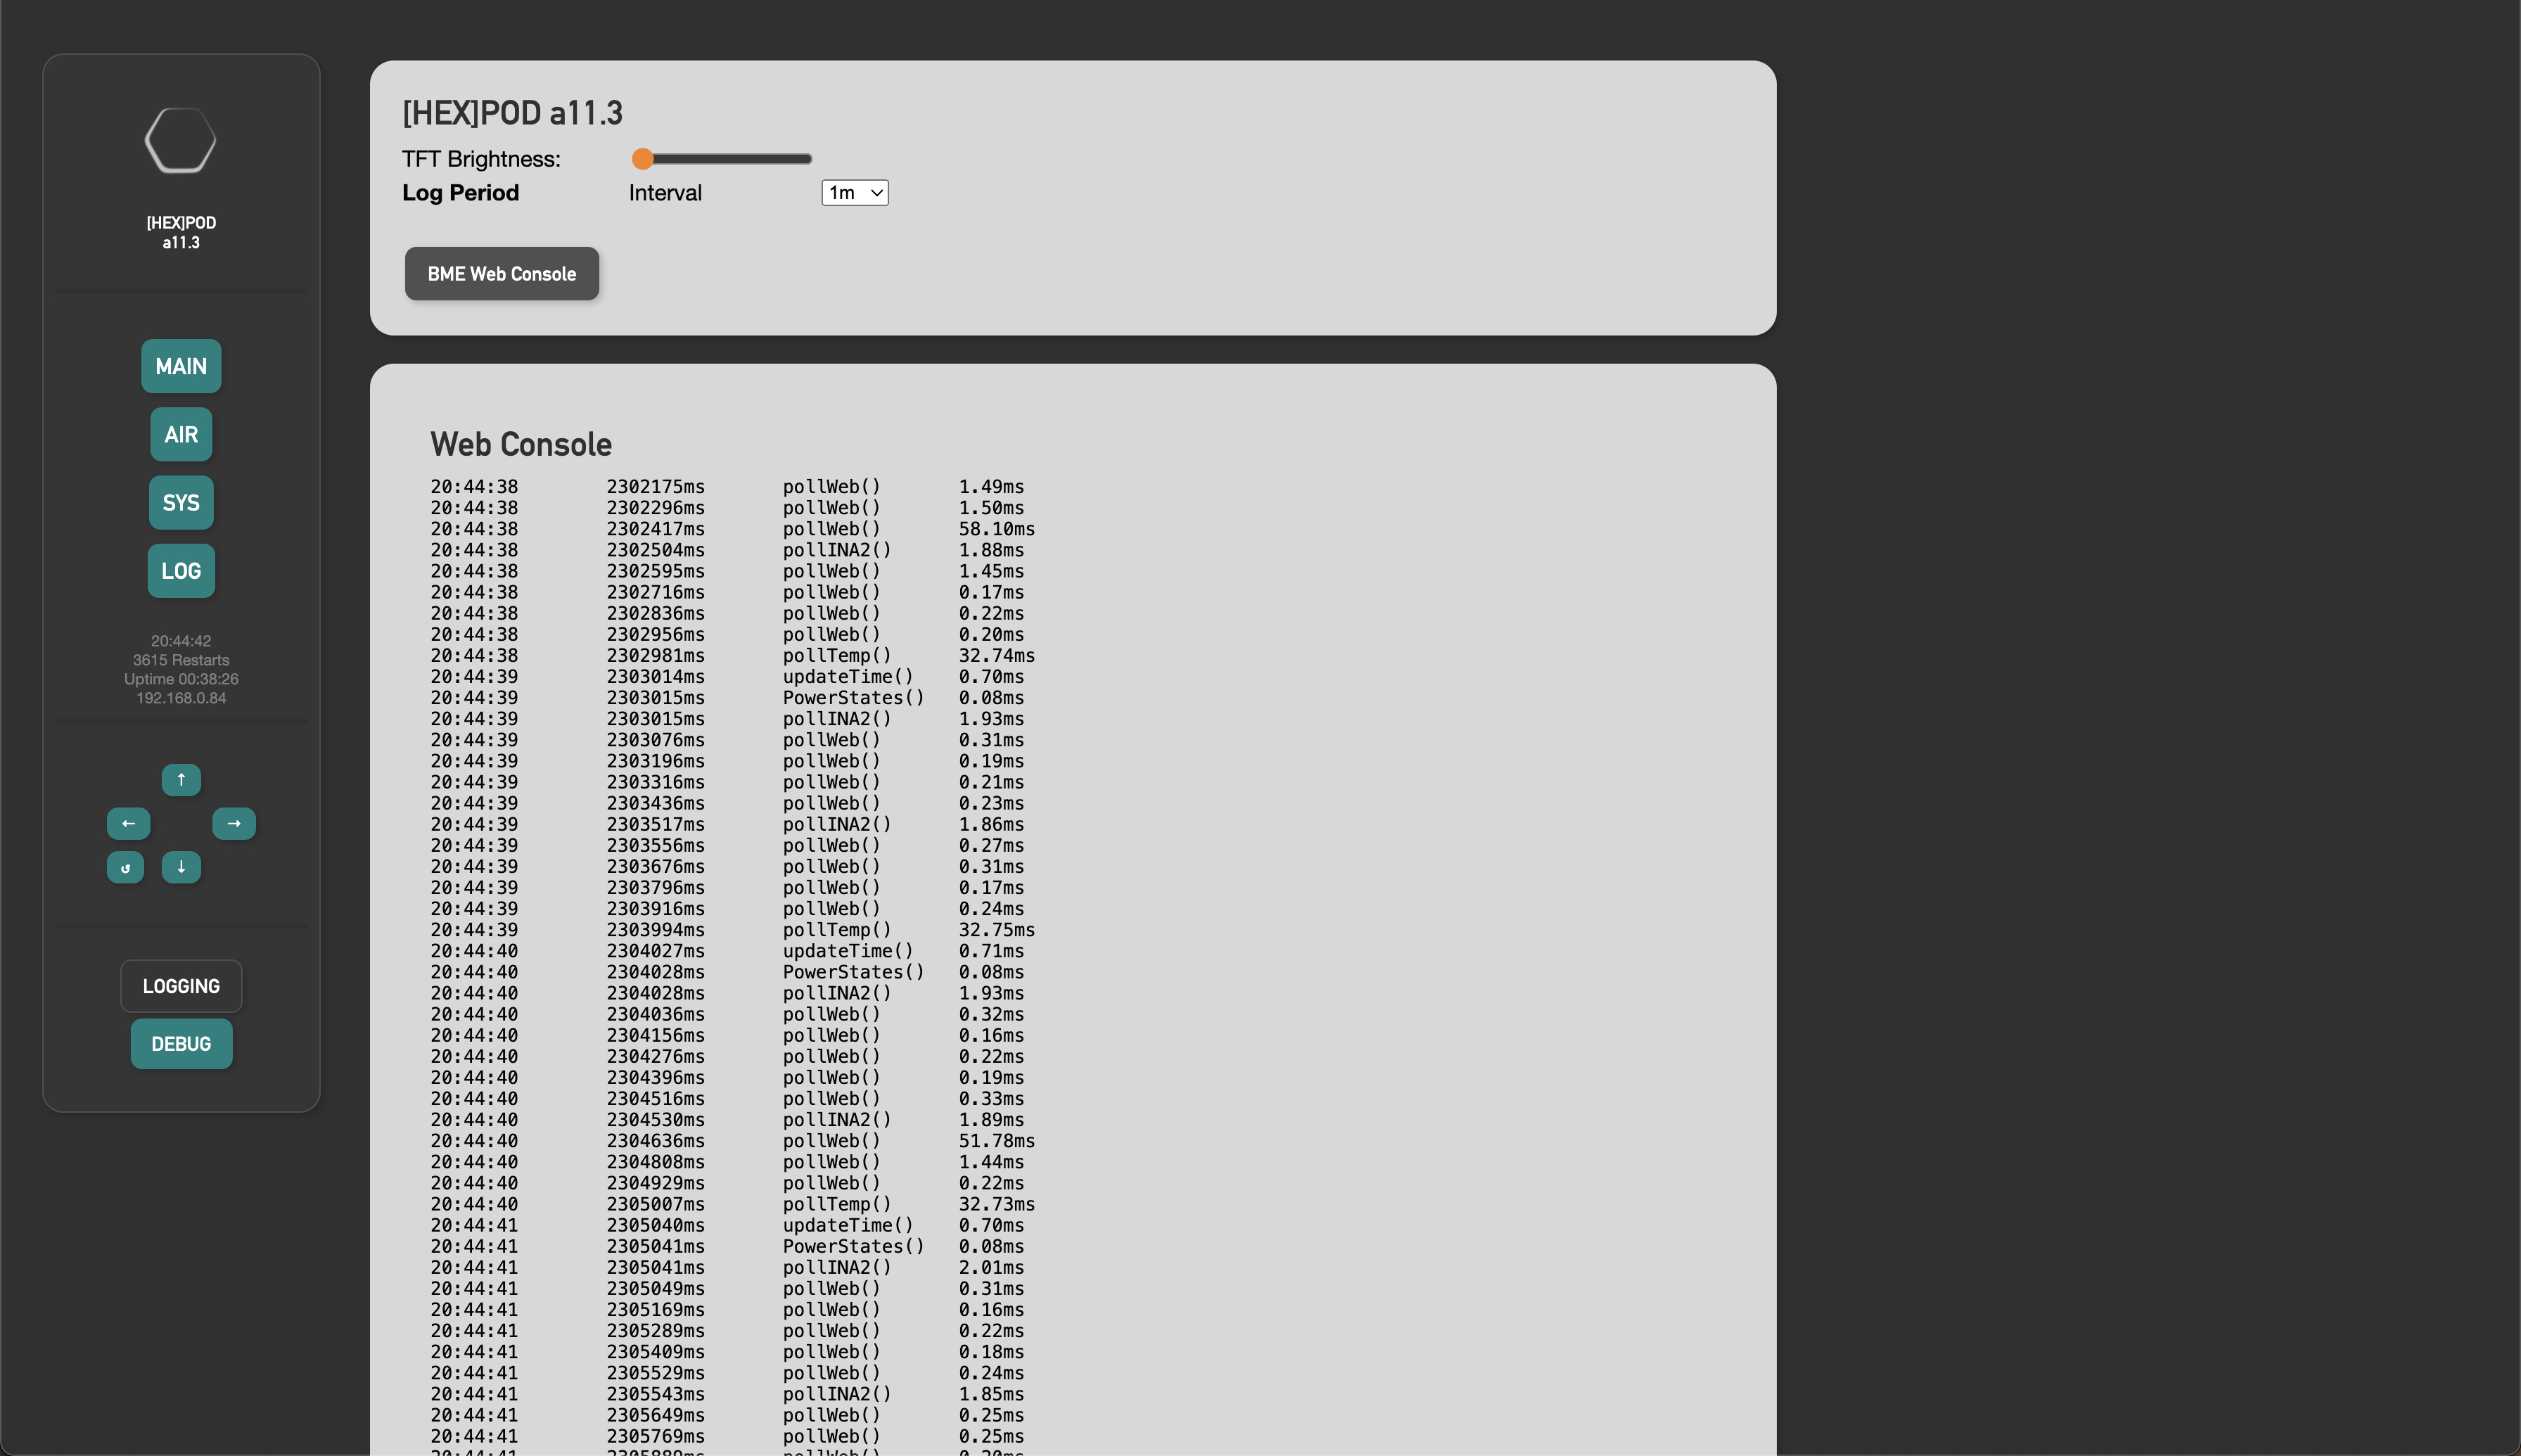 [HEX]POD
a11.3
MAIN
AIR
SYS
LOG
20:44:42
3615 Restarts
Uptime 00:38:26
192.168.0.84
↑
← →
↺ ↓
LOGGING
DEBUG
[HEX]POD a11.3
TFT Brightness:
Log Period Interval 1m
BME Web Console
Web Console
20:44:38 2302175ms pollWeb() 1.49ms
20:44:38 2302296ms pollWeb() 1.50ms
20:44:38 2302417ms pollWeb() 58.10ms
20:44:38 2302504ms pollINA2() 1.88ms
20:44:38 2302595ms pollWeb() 1.45ms
20:44:38 2302716ms pollWeb() 0.17ms
20:44:38 2302836ms pollWeb() 0.22ms
20:44:38 2302956ms pollWeb() 0.20ms
20:44:38 2302981ms pollTemp() 32.74ms
20:44:39 2303014ms updateTime() 0.70ms
20:44:39 2303015ms PowerStates() 0.08ms
20:44:39 2303015ms pollINA2() 1.93ms
20:44:39 2303076ms pollWeb() 0.31ms
20:44:39 2303196ms pollWeb() 0.19ms
20:44:39 2303316ms pollWeb() 0.21ms
20:44:39 2303436ms pollWeb() 0.23ms
20:44:39 2303517ms pollINA2() 1.86ms
20:44:39 2303556ms pollWeb() 0.27ms
20:44:39 2303676ms pollWeb() 0.31ms
20:44:39 2303796ms pollWeb() 0.17ms
20:44:39 2303916ms pollWeb() 0.24ms
20:44:39 2303994ms pollTemp() 32.75ms
20:44:40 2304027ms updateTime() 0.71ms
20:44:40 2304028ms PowerStates() 0.08ms
20:44:40 2304028ms pollINA2() 1.93ms
20:44:40 2304036ms pollWeb() 0.32ms
20:44:40 2304156ms pollWeb() 0.16ms
20:44:40 2304276ms pollWeb() 0.22ms
20:44:40 2304396ms pollWeb() 0.19ms
20:44:40 2304516ms pollWeb() 0.33ms
20:44:40 2304530ms pollINA2() 1.89ms
20:44:40 2304636ms pollWeb() 51.78ms
20:44:40 2304808ms pollWeb() 1.44ms
20:44:40 2304929ms pollWeb() 0.22ms
20:44:40 2305007ms pollTemp() 32.73ms
20:44:41 2305040ms updateTime() 0.70ms
20:44:41 2305041ms PowerStates() 0.08ms
20:44:41 2305041ms pollINA2() 2.01ms
20:44:41 2305049ms pollWeb() 0.31ms
20:44:41 2305169ms pollWeb() 0.16ms
20:44:41 2305289ms pollWeb() 0.22ms
20:44:41 2305409ms pollWeb() 0.18ms
20:44:41 2305529ms pollWeb() 0.24ms
20:44:41 2305543ms pollINA2() 1.85ms
20:44:41 2305649ms pollWeb() 0.25ms
20:44:41 2305769ms pollWeb() 0.25ms